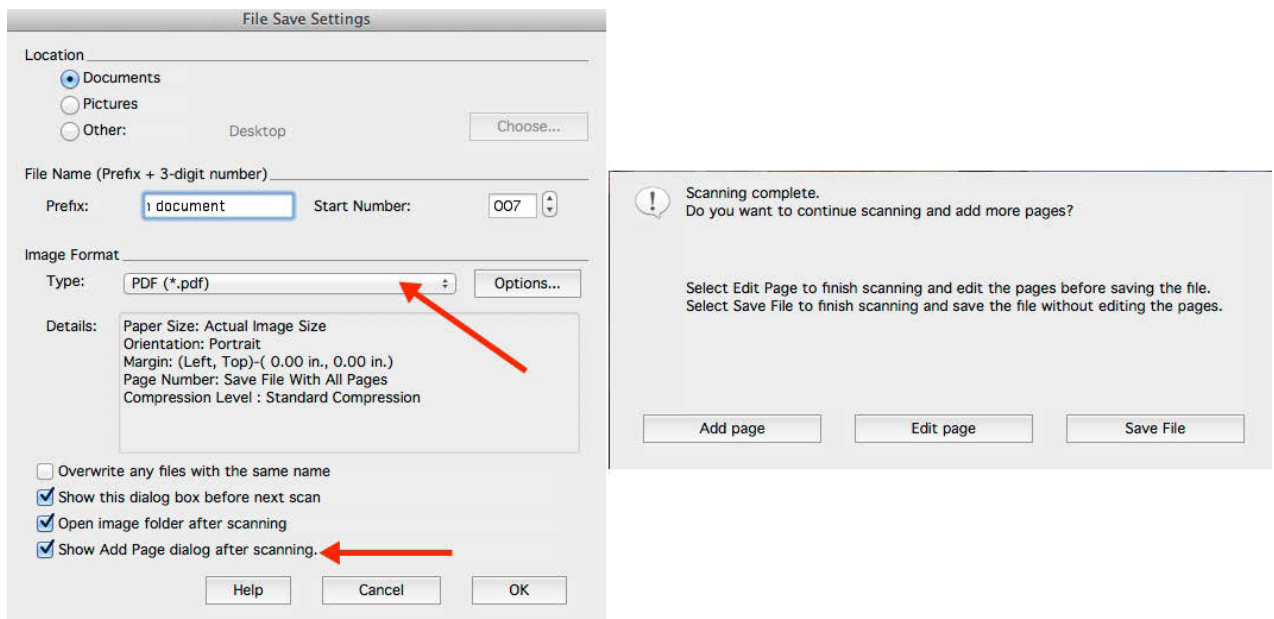 File Save Settings
Location
Documents
Pictures
Other: Desktop Choose...
File Name (Prefix + 3-digit number)
Prefix: document Start Number: 007
Image Format
Type: PDF (*.pdf) Options...
Details: Paper Size: Actual Image Size
Orientation: Portrait
Margin: (Left, Top)-( 0.00 in., 0.00 in.)
Page Number: Save File With All Pages
Compression Level : Standard Compression
Overwrite any files with the same name
Show this dialog box before next scan
Open image folder after scanning
Show Add Page dialog after scanning.
Help Cancel OK
Scanning complete.
Do you want to continue scanning and add more pages?
Select Edit Page to finish scanning and edit the pages before saving the file.
Select Save File to finish scanning and save the file without editing the pages.
Add page Edit page Save File